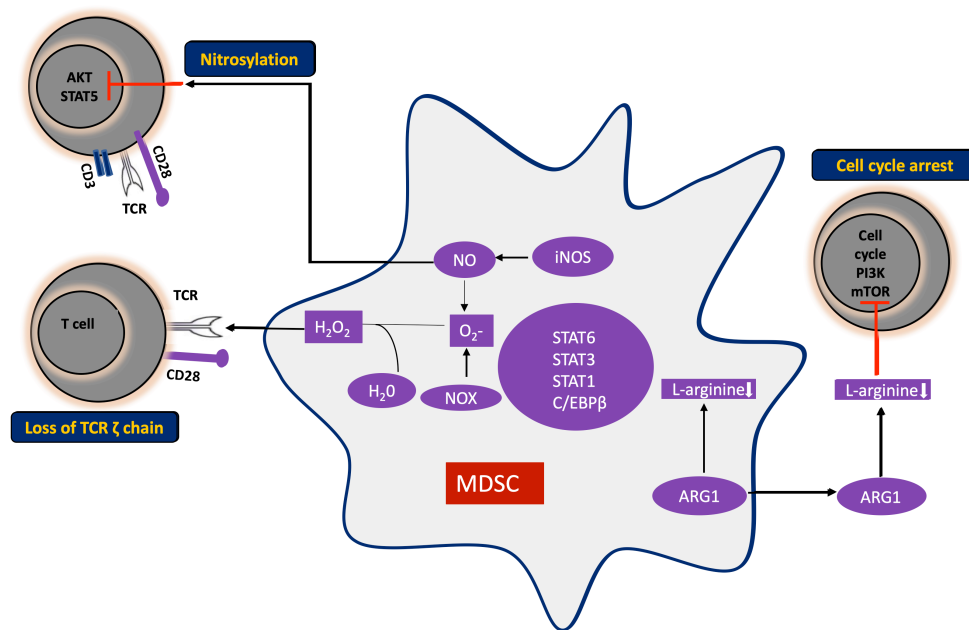 Nitrosylation
AKT
STAT5
CD3
TCR
CD28
Cell cycle arrest
Cell
cycle
PI3K
mTOR
NO
iNOS
TCR
T cell
CD28
H₂O₂
O₂-
H₂0
NOX
STAT6
STAT3
STAT1
C/EBPβ
L-arginine⬇
L-arginine⬇
Loss of TCR ζ chain
MDSC
ARG1
ARG1